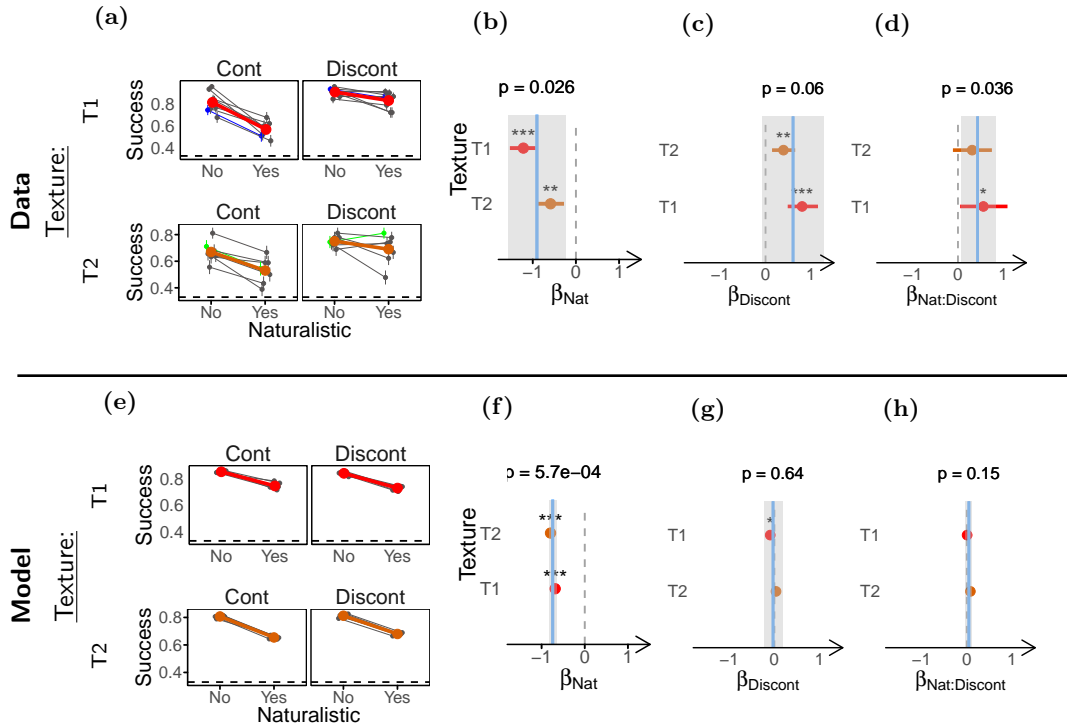 (a)
(b)
(c)
(d)
Data
Texture:
T1
Cont
Discont
Success
0.8
0.6
0.4
No
Yes
No
Yes
T2
Cont
Discont
Success
0.8
0.6
0.4
No
Yes
No
Yes
Naturalistic
p = 0.026
Texture
T1
***
T2
**
−1
0
1
βNat
p = 0.06
T2
**
T1
***
−1
0
1
βDiscont
p = 0.036
T2
T1
*
−1
0
1
βNat:Discont
(e)
(f)
(g)
(h)
Model
Texture:
T1
Cont
Discont
Success
0.8
0.6
0.4
No
Yes
No
Yes
T2
Cont
Discont
Success
0.8
0.6
0.4
No
Yes
No
Yes
Naturalistic
p = 5.7e−04
Texture
T2
***
T1
***
−1
0
1
βNat
p = 0.64
T1
*
T2
−1
0
1
βDiscont
p = 0.15
T1
T2
−1
0
1
βNat:Discont